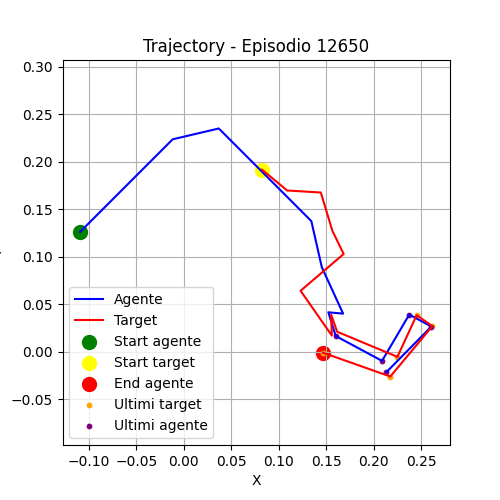 Trajectory - Episodio 12650
0.30
0.25
0.20
0.15
0.10
0.05
0.00
−0.05
Agente
Target
Start agente
Start target
End agente
Ultimi target
Ultimi agente
−0.10 −0.05 0.00 0.05 0.10 0.15 0.20 0.25
X